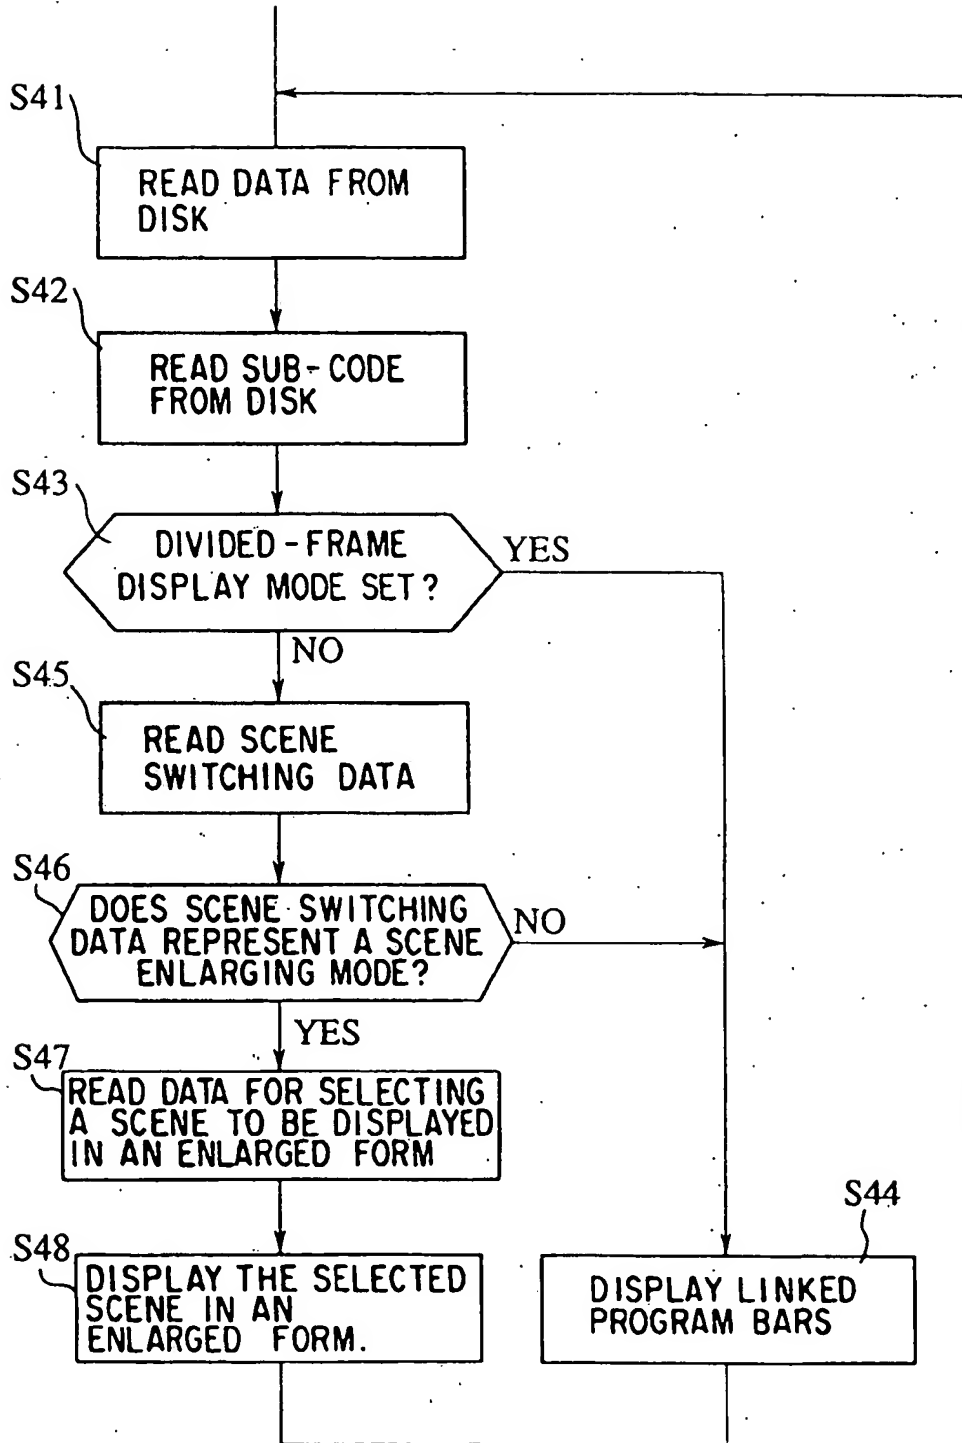 S41
READ DATA FROM
DISK
S42
READ SUB-CODE
FROM DISK
S43
DIVIDED-FRAME
DISPLAY MODE SET?
YES
NO
S45
READ SCENE
SWITCHING DATA
S46
DOES SCENE SWITCHING
DATA REPRESENT A SCENE
ENLARGING MODE?
NO
YES
S47
READ DATA FOR SELECTING
A SCENE TO BE DISPLAYED
IN AN ENLARGED FORM
S44
S48
DISPLAY THE SELECTED
SCENE IN AN
ENLARGED FORM.
DISPLAY LINKED
PROGRAM BARS